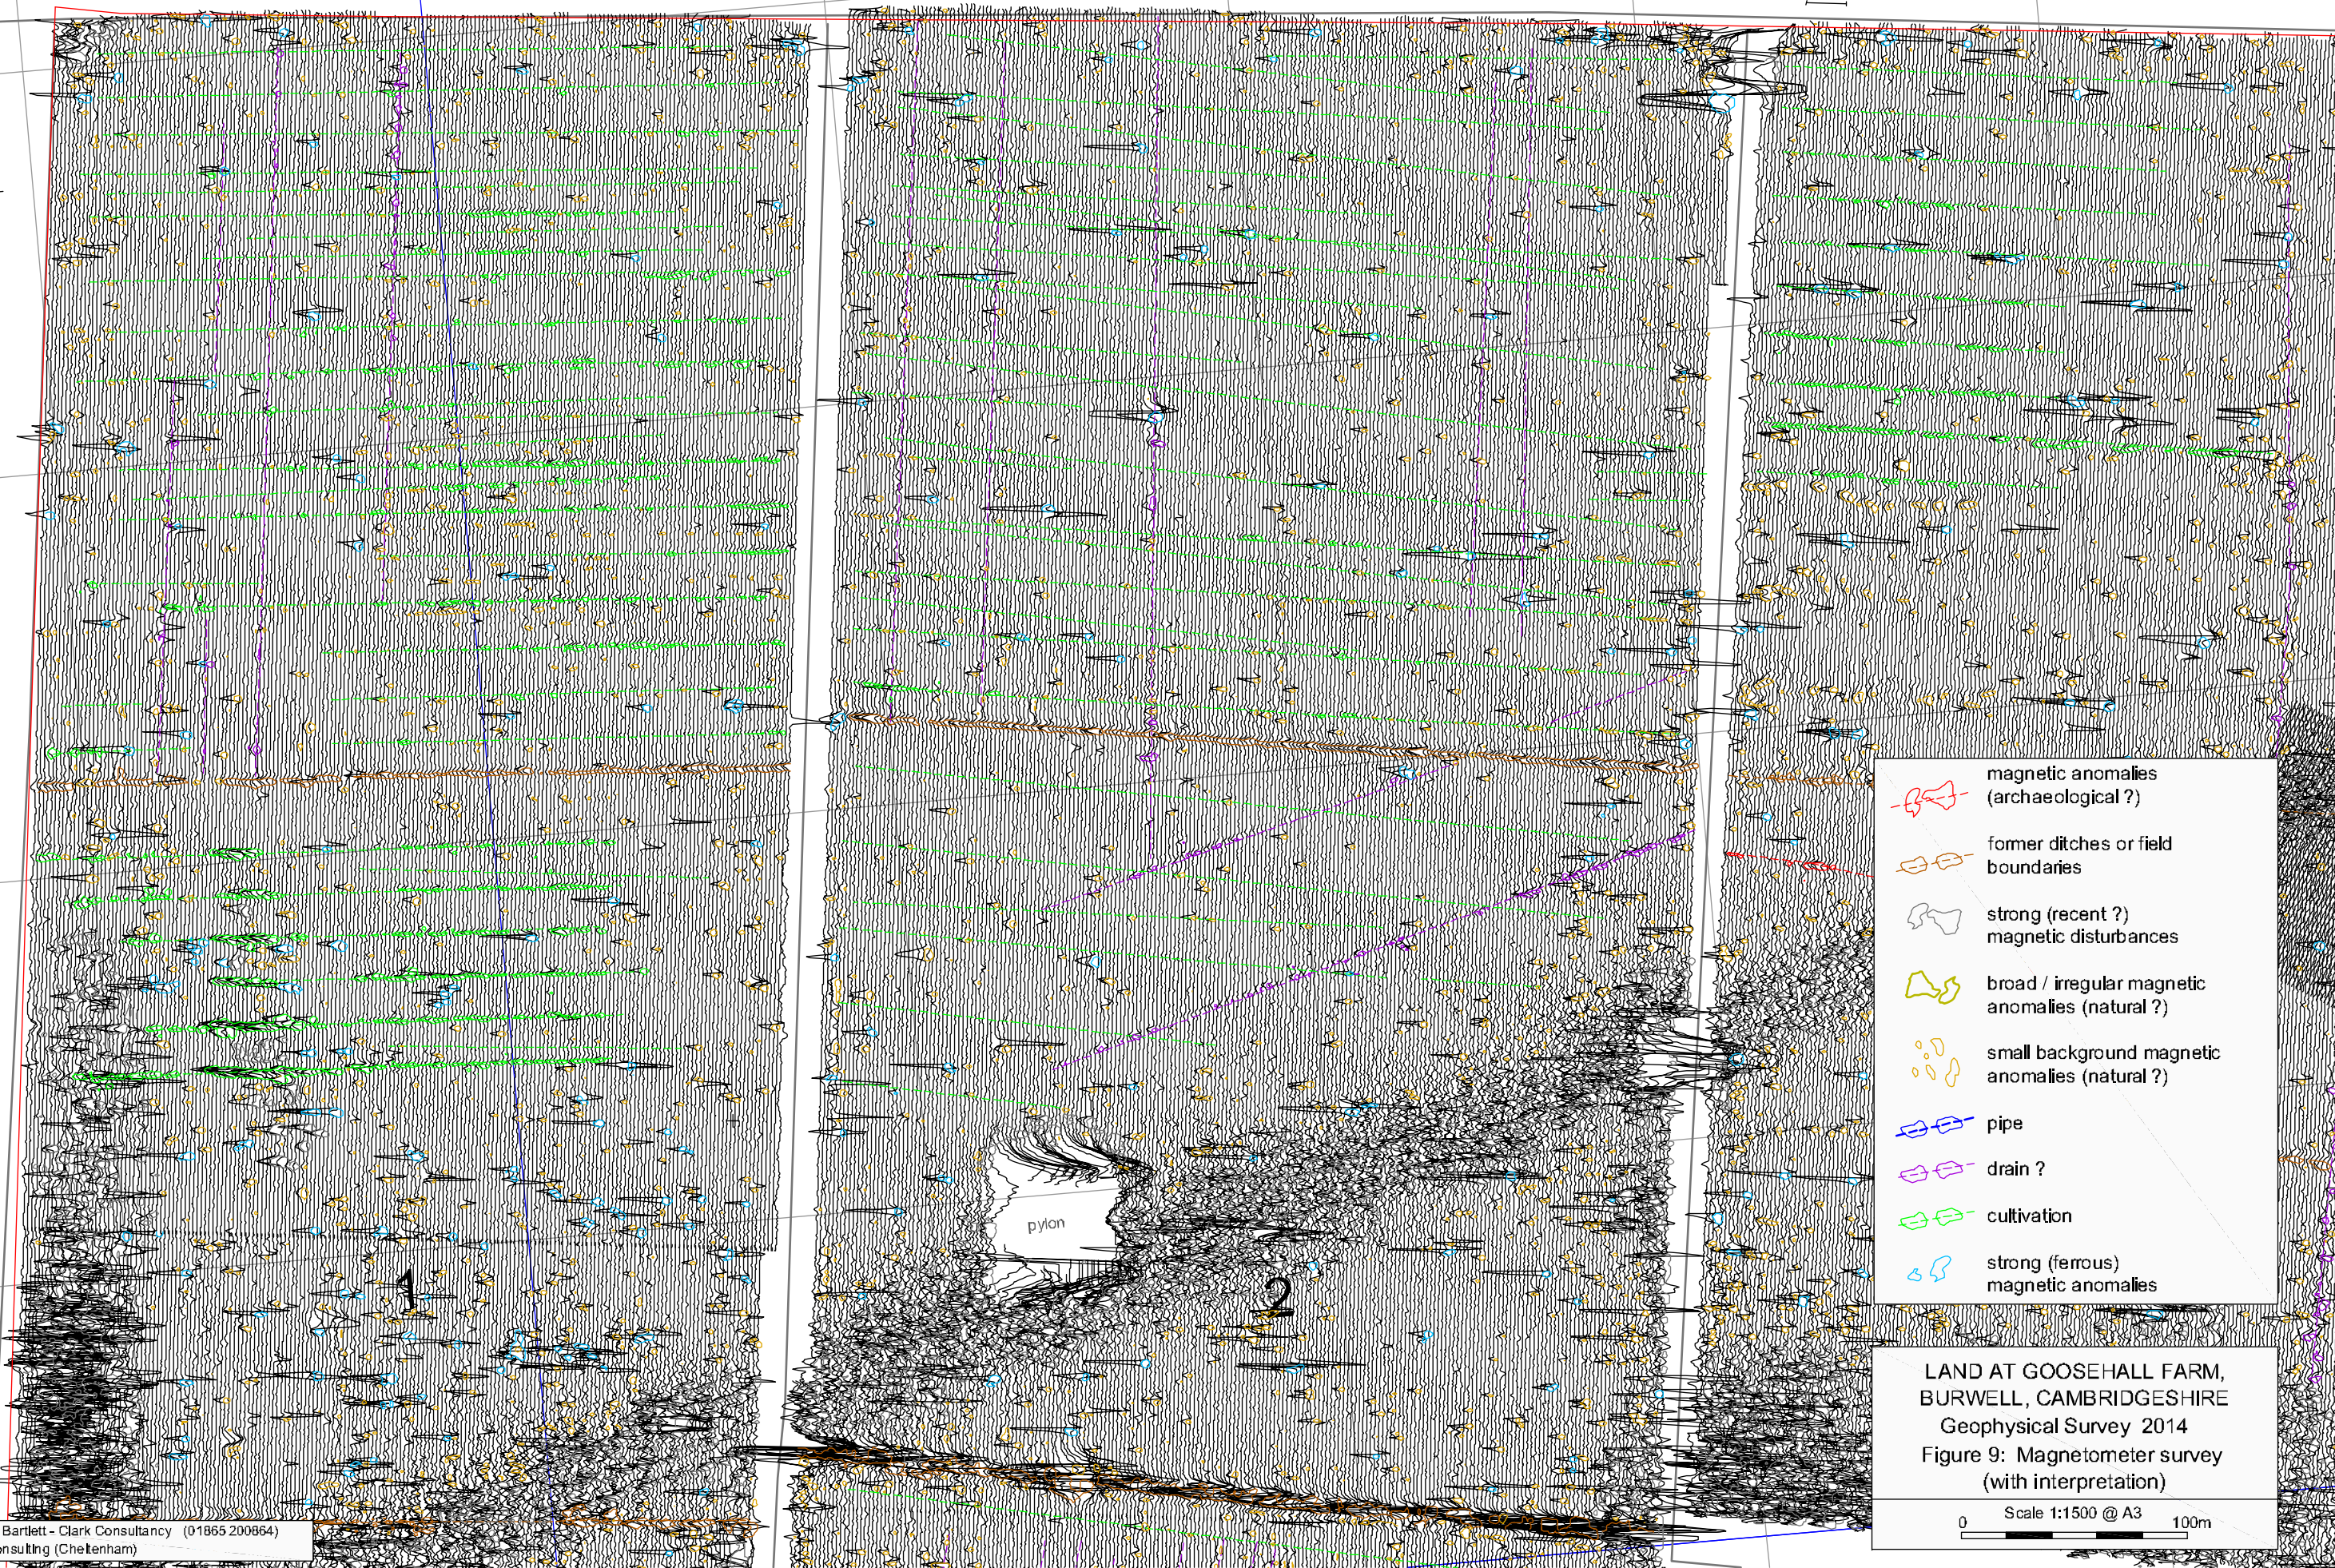 pylon
1
2
magnetic anomalies
(archaeological ?)
former ditches or field
boundaries
strong (recent ?)
magnetic disturbances
broad / irregular magnetic
anomalies (natural ?)
small background magnetic
anomalies (natural ?)
pipe
drain ?
cultivation
strong (ferrous)
magnetic anomalies
LAND AT GOOSEHALL FARM,
BURWELL, CAMBRIDGESHIRE
Geophysical Survey 2014
Figure 9: Magnetometer survey
(with interpretation)
Scale 1:1500 @ A3
0 100m
Bartlett - Clark Consultancy (01865 200864)
nsulting (Cheltenham)